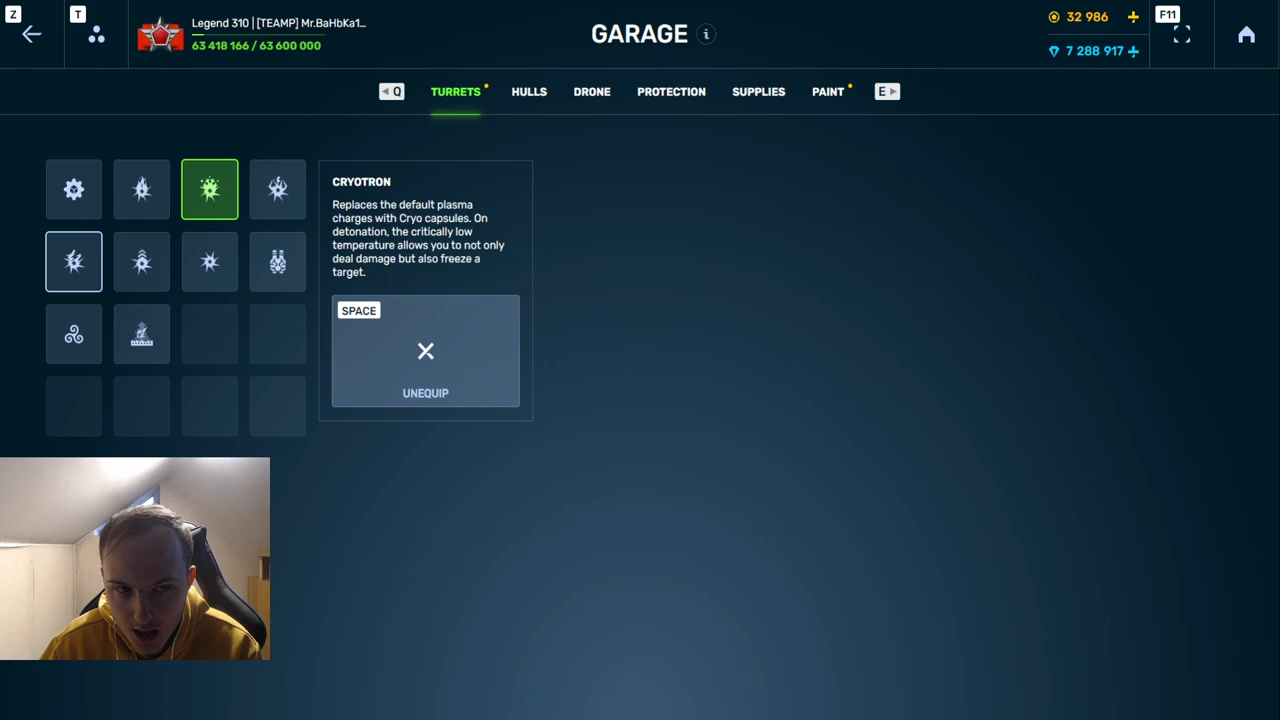 Z
T
Legend 310 | [TEAMP] Mr.BaHbKa1...
63 418 166 / 63 600 000
GARAGE i
32 986 +
7 288 917 +
F11
Q TURRETS HULLS DRONE PROTECTION SUPPLIES PAINT E
CRYOTRON
Replaces the default plasma
charges with Cryo capsules. On
detonation, the critically low
temperature allows you to not only
deal damage but also freeze a
target.
SPACE
UNEQUIP